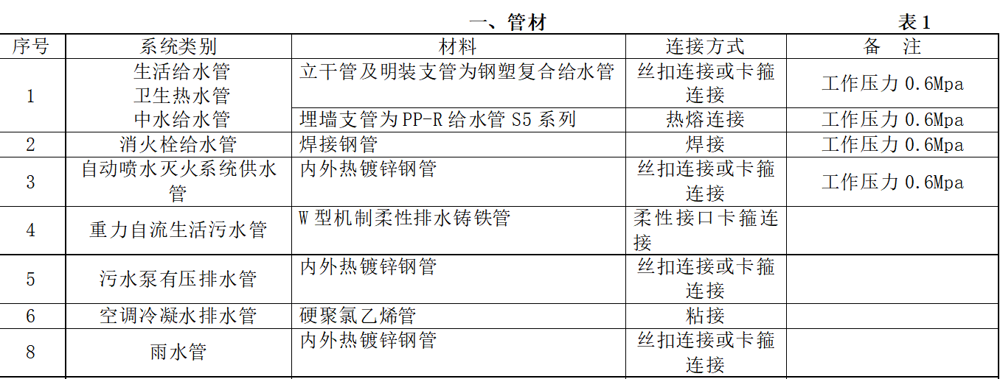 一、管材 表1
序号 系统类别 材料 连接方式 备 注
1
生活给水管
卫生热水管
中水给水管
立干管及明装支管为钢塑复合给水管
丝扣连接或卡箍
连接
工作压力0.6Mpa
埋墙支管为PP-R给水管S5系列 热熔连接 工作压力0.6Mpa
2 消火栓给水管 焊接钢管 焊接 工作压力0.6Mpa
3
自动喷水灭火系统供水
管
内外热镀锌钢管
丝扣连接或卡箍
连接
工作压力0.6Mpa
4 重力自流生活污水管
W型机制柔性排水铸铁管
柔性接口卡箍连
接
5 污水泵有压排水管
内外热镀锌钢管
丝扣连接或卡箍
连接
6 空调冷凝水排水管 硬聚氯乙烯管 粘接
8 雨水管
内外热镀锌钢管
丝扣连接或卡箍
连接